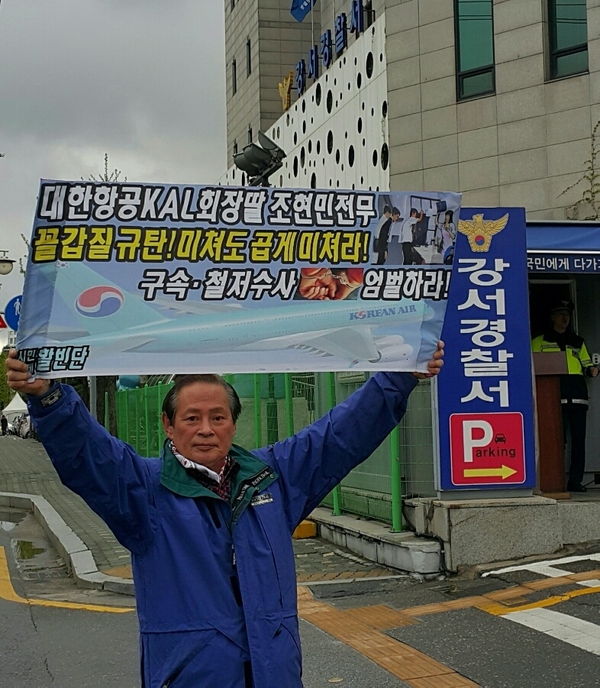 강서경찰서
대한항공KAL회장딸 조현민전무
꼴갑질 규탄! 미쳐도 곱게 미쳐라!
구속·철저수사 엄벌하라!
KOREAN AIR
활빈단
강서경찰서
P
Parking
국민에게 다가